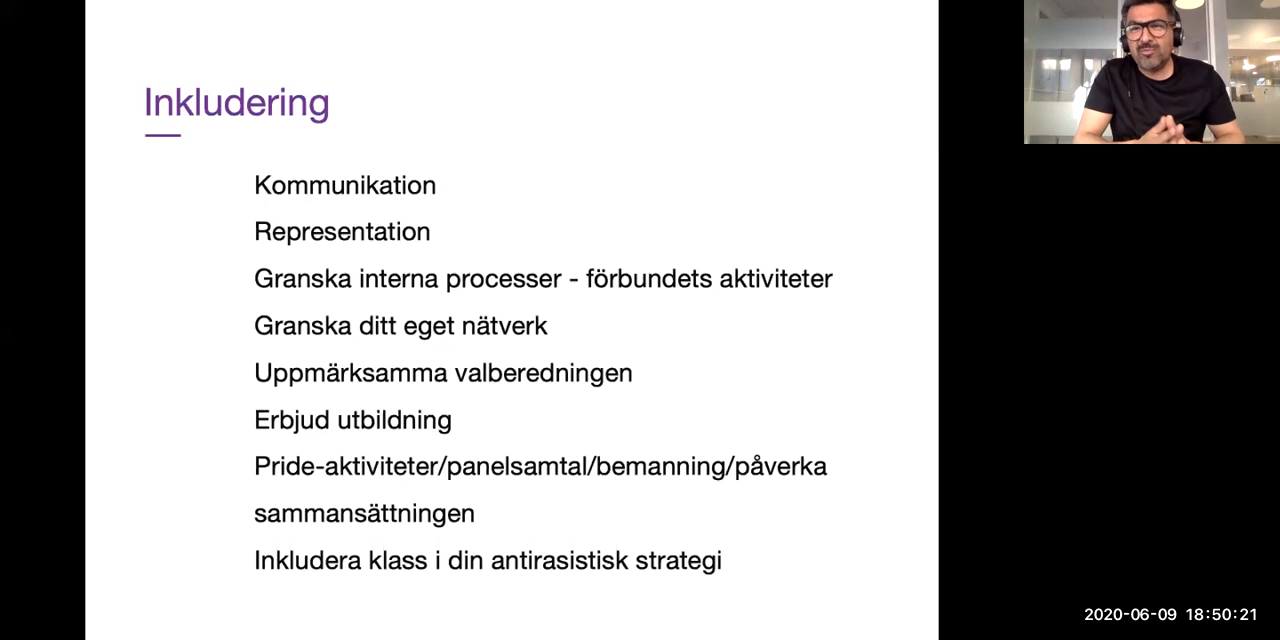 Inkludering
Kommunikation
Representation
Granska interna processer - förbundets aktiviteter
Granska ditt eget nätverk
Uppmärksamma valberedningen
Erbjud utbildning
Pride-aktiviteter/panelsamtal/bemanning/påverka
sammansättningen
Inkludera klass i din antirasistisk strategi
2020-06-09 18:50:21